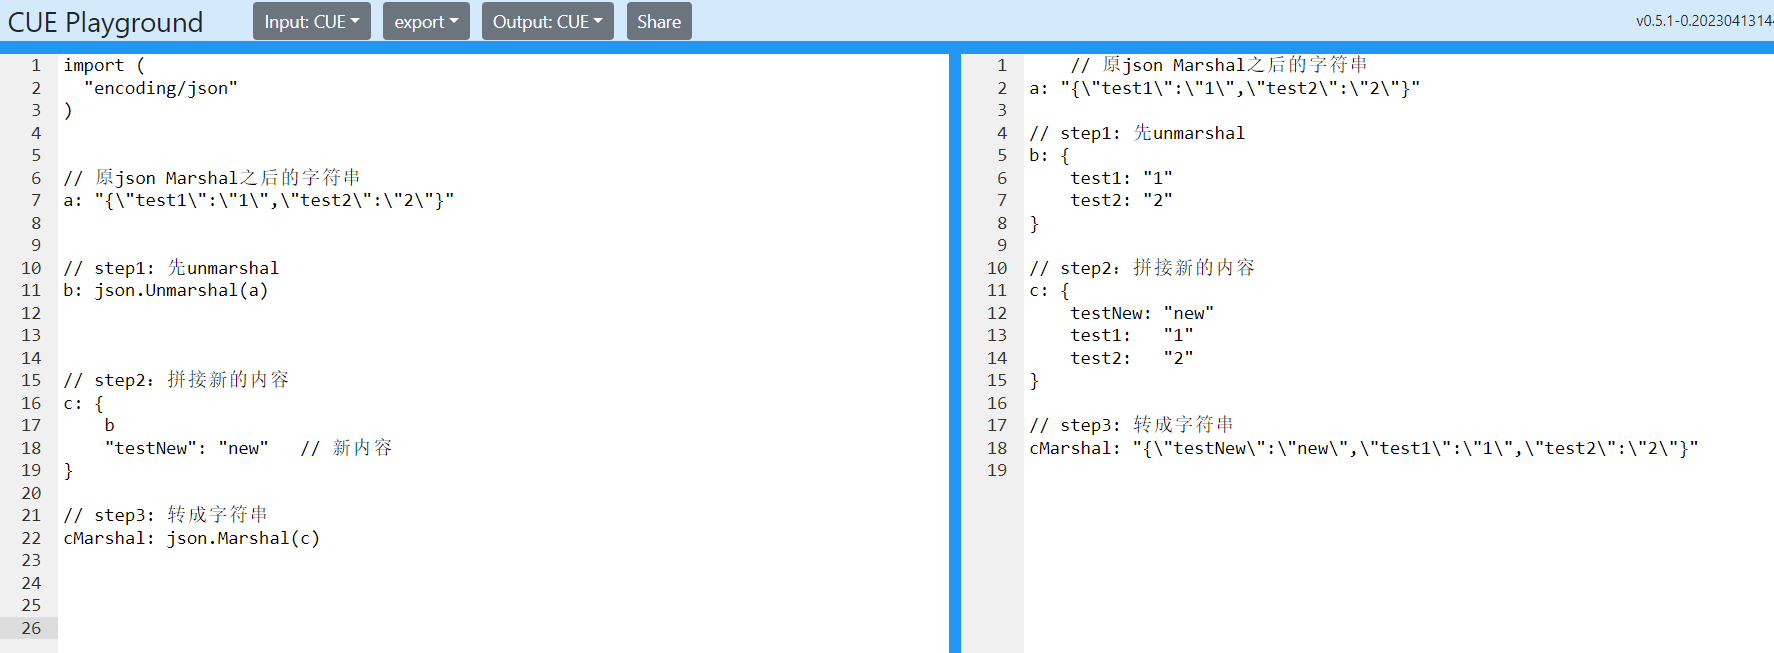 CUE Playground
Input: CUE
export
Output: CUE
Share
v0.5.1-0.2023041314
1 import (
2 "encoding/json"
3 )
4
5
6 // 原json Marshal之后的字符串
7 a: "{\"test1\":\"1\",\"test2\":\"2\"}"
8
9
10 // step1: 先unmarshal
11 b: json.Unmarshal(a)
12
13
14
15 // step2: 拼接新的内容
16 c: {
17 b
18 "testNew": "new" // 新内容
19 }
20
21 // step3: 转成字符串
22 cMarshal: json.Marshal(c)
23
24
25
26
1 // 原json Marshal之后的字符串
2 a: "{\"test1\":\"1\",\"test2\":\"2\"}"
3
4 // step1: 先unmarshal
5 b: {
6 test1: "1"
7 test2: "2"
8 }
9
10 // step2: 拼接新的内容
11 c: {
12 testNew: "new"
13 test1: "1"
14 test2: "2"
15 }
16
17 // step3: 转成字符串
18 cMarshal: "{\"testNew\":\"new\",\"test1\":\"1\",\"test2\":\"2\"}"
19